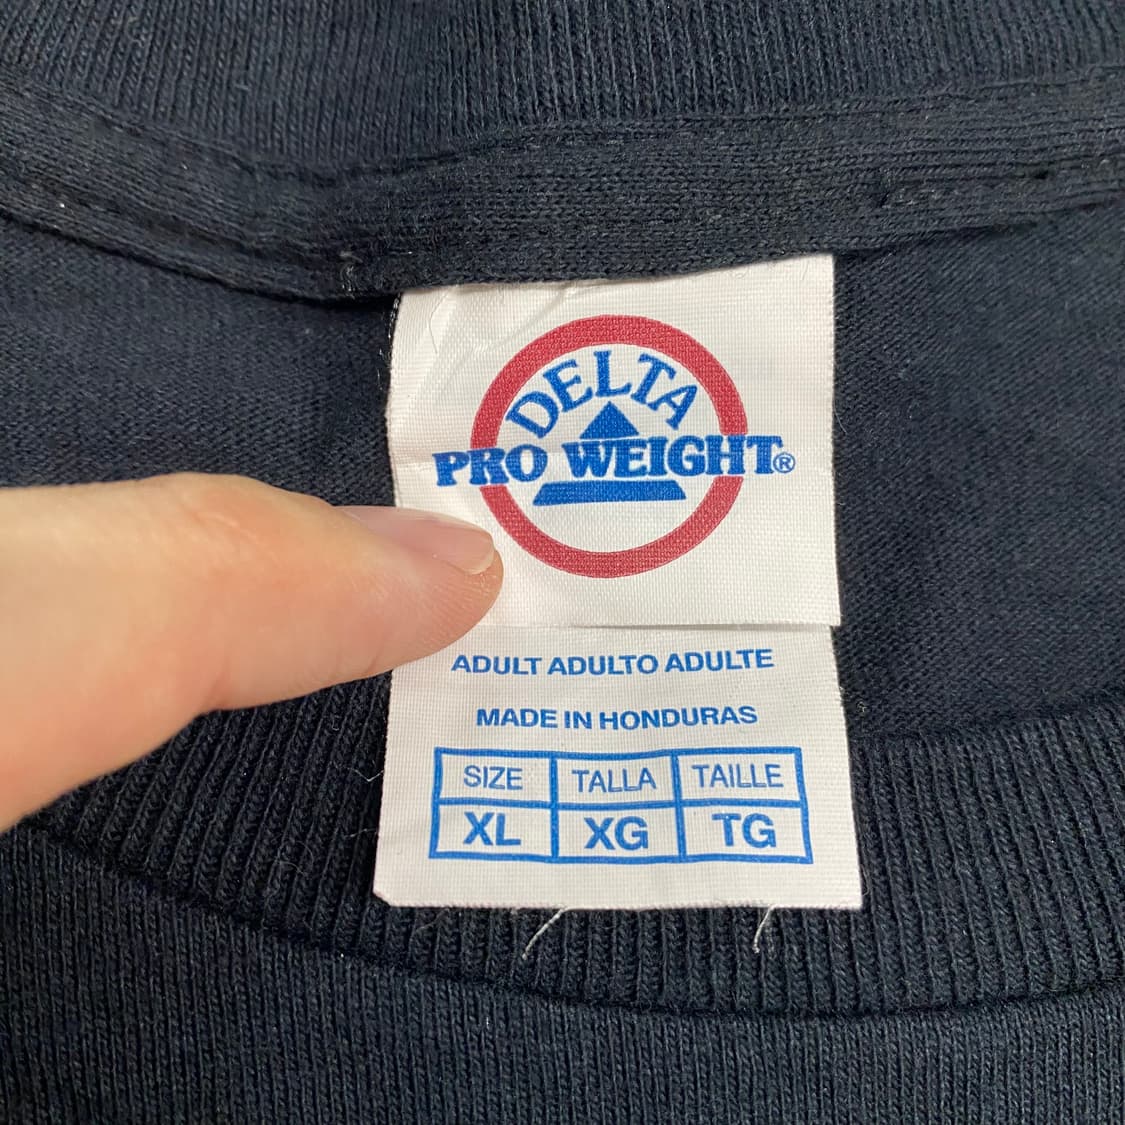 DELTA
PRO WEIGHT®
ADULT ADULTO ADULTE
MADE IN HONDURAS
SIZE TALLA TAILLE
XL XG TG